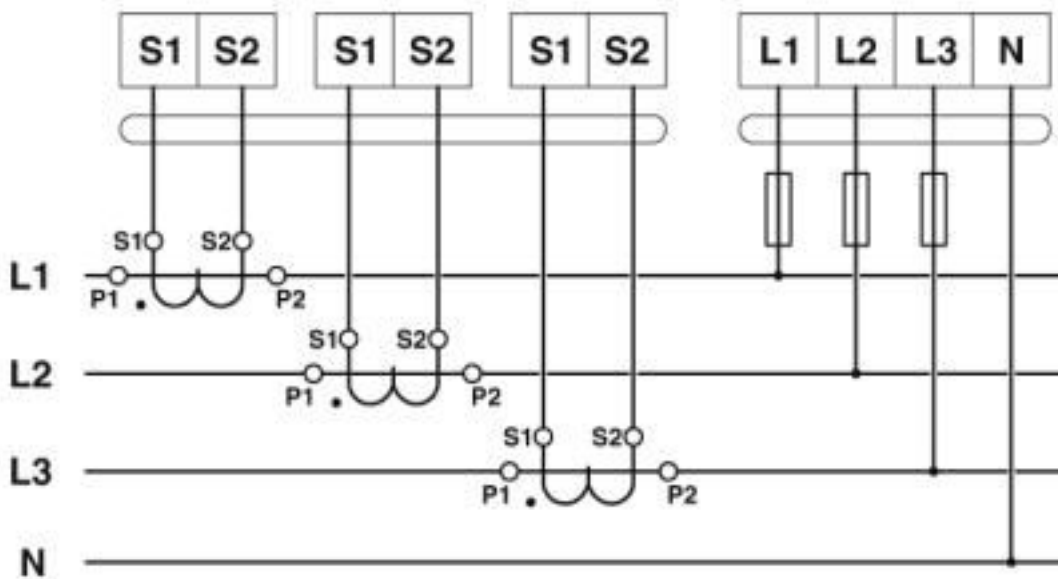 S1 S2 S1 S2 S1 S2 L1 L2 L3 N
S1 S2
L1
P1 P2
S1 S2
L2
P1 P2
S1 S2
L3
P1 P2
N